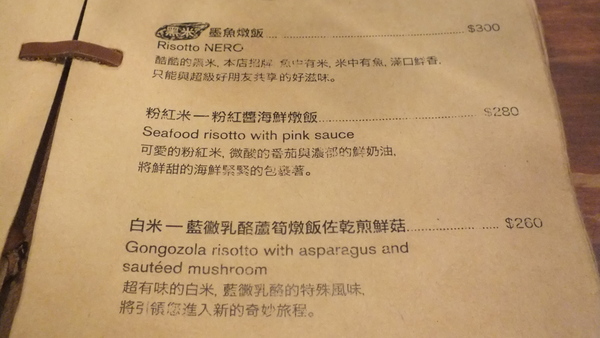 黑米 墨魚燉飯 $300
Risotto NERO
酷酷的黑米, 本店招牌. 魚中有米, 米中有魚, 滿口鮮香,
只能與超級好朋友共享的好滋味。
粉紅米—粉紅醬海鮮燉飯 $280
Seafood risotto with pink sauce
可愛的粉紅米, 微酸的番茄與濃郁的鮮奶油,
將鮮甜的海鮮緊緊的包裹著。
白米—藍黴乳酪蘆筍燉飯佐乾煎鮮菇 $260
Gongozola risotto with asparagus and
sautéed mushroom
超有味的白米, 藍黴乳酪的特殊風味,
將引領您進入新的奇妙旅程。